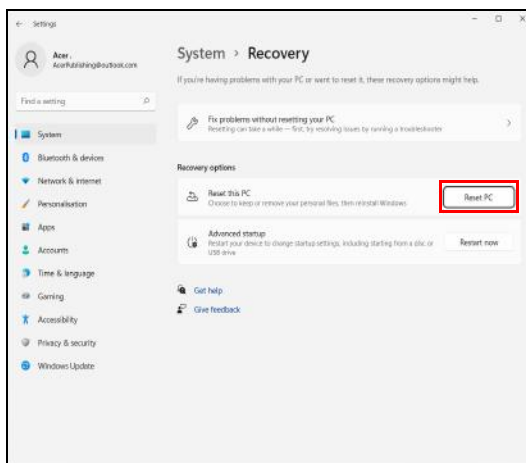 Settings
Acer .
AcerPublishing@outlook.com
Find a setting
System
Bluetooth & devices
Network & internet
Personalisation
Apps
Accounts
Time & language
Gaming
Accessibility
Privacy & security
Windows Update
System > Recovery
If you're having problems with your PC or want to reset it, these recovery options might help.
Fix problems without resetting your PC
Resetting can take a while — first, try resolving issues by running a troubleshooter
Recovery options
Reset this PC
Choose to keep or remove your personal files, then reinstall Windows
Reset PC
Advanced startup
Restart your device to change startup settings, including starting from a disc or
USB drive
Restart now
Get help
Give feedback